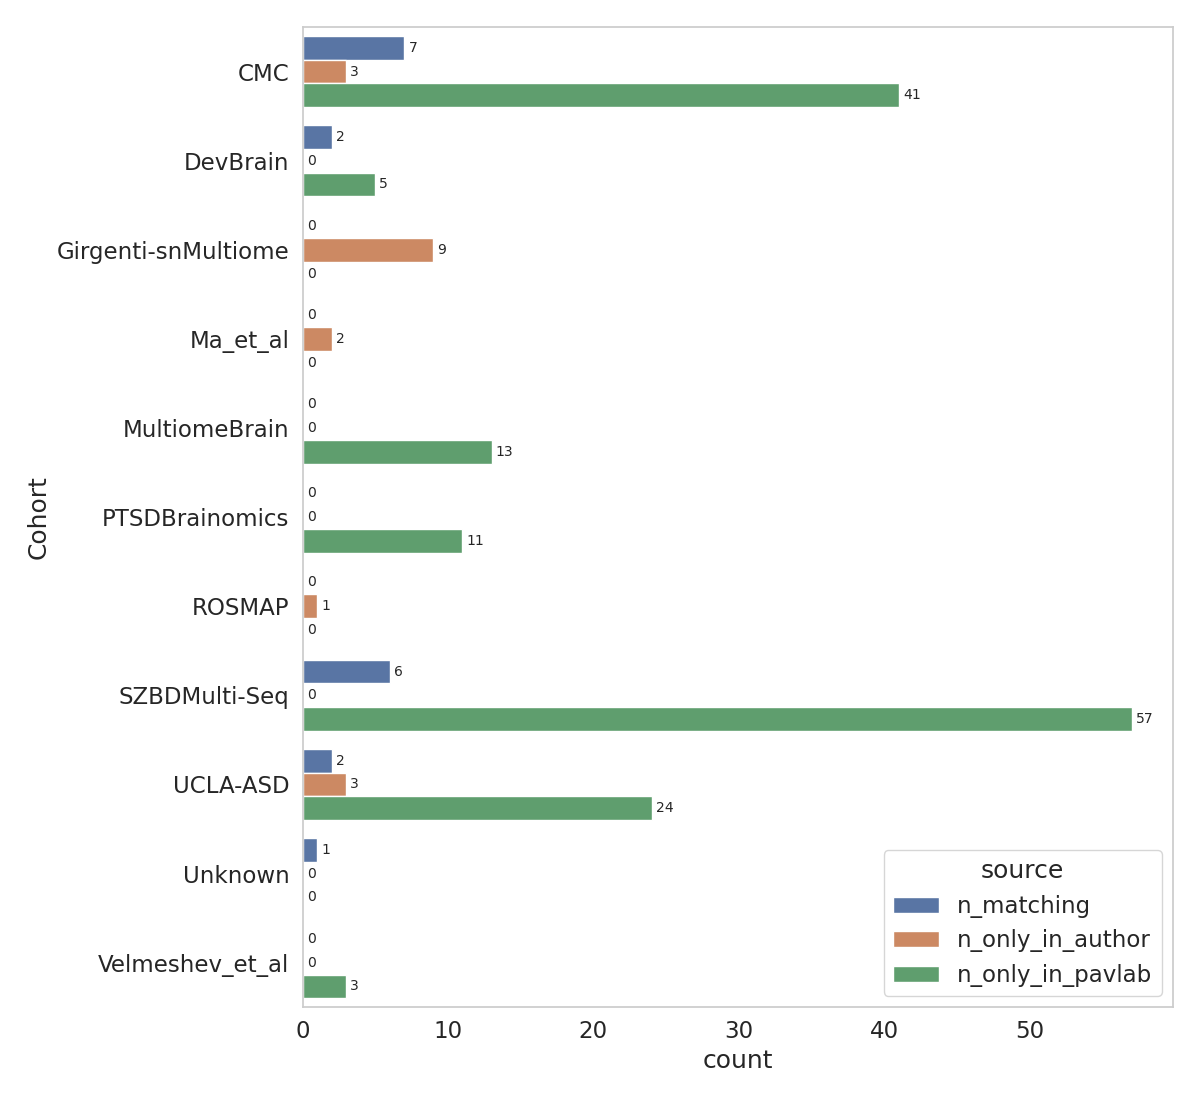 CMC
7
3
41
DevBrain
2
0
5
Girgenti-snMultiome
0
9
0
Ma_et_al
0
2
0
MultiomeBrain
0
0
13
PTSDBrainomics
0
0
11
ROSMAP
0
1
0
SZBDMulti-Seq
6
0
57
UCLA-ASD
2
3
24
Unknown
1
0
0
Velmeshev_et_al
0
0
3
Cohort
0 10 20 30 40 50
count
source
n_matching
n_only_in_author
n_only_in_pavlab